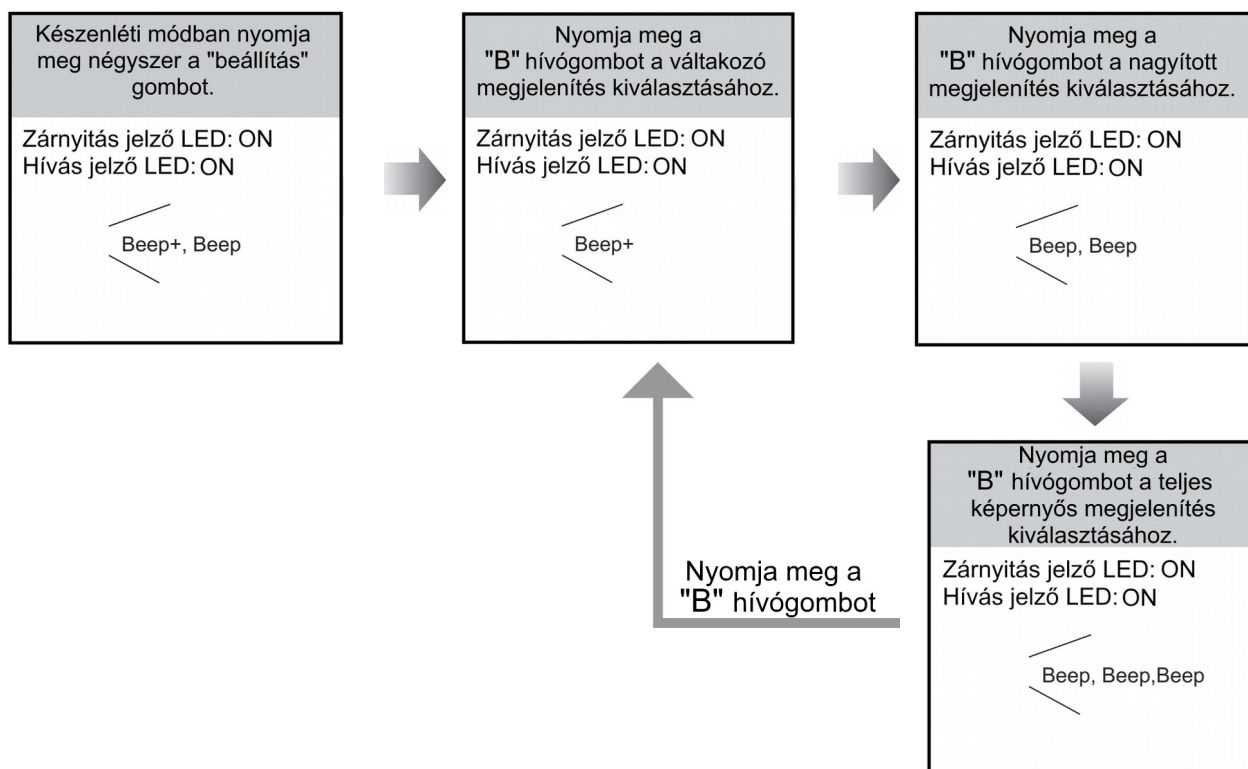 Készenléti módban nyomja
meg négyszer a "beállítás"
gombot.
Zárnyitás jelző LED: ON
Hívás jelző LED: ON
Beep+, Beep
Nyomja meg a
"B" hívógombot a váltakozó
megjelenítés kiválasztásához.
Zárnyitás jelző LED: ON
Hívás jelző LED: ON
Beep+
Nyomja meg a
"B" hívógombot a nagyított
megjelenítés kiválasztásához.
Zárnyitás jelző LED: ON
Hívás jelző LED: ON
Beep, Beep
Nyomja meg a
"B" hívógombot a teljes
képernyős megjelenítés
kiválasztásához.
Zárnyitás jelző LED: ON
Hívás jelző LED: ON
Beep, Beep,Beep
Nyomja meg a
"B" hívógombot